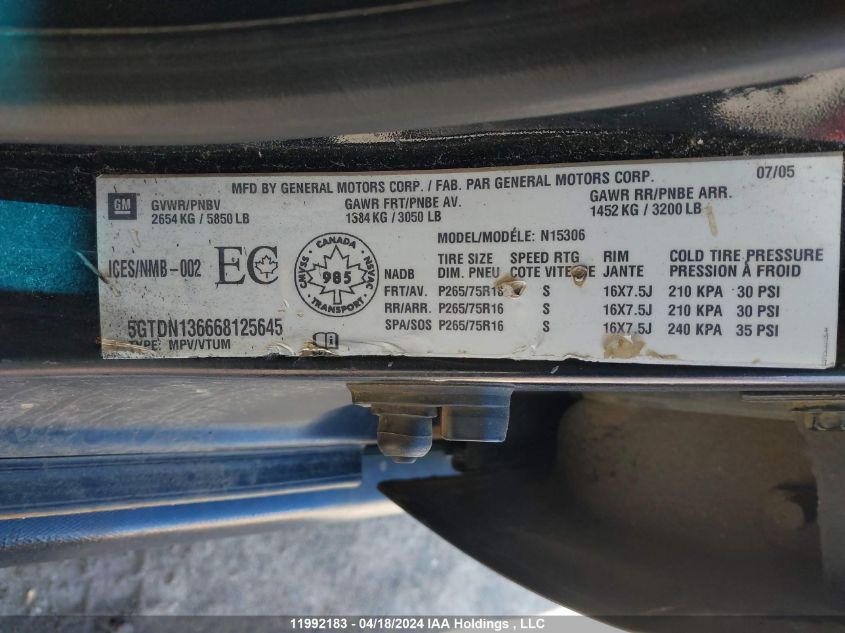 MFD BY GENERAL MOTORS CORP. / FAB. PAR GENERAL MOTORS CORP. 07/05
GM
GVWR/PNBV GAWR FRT/PNBE AV. GAWR RR/PNBE ARR.
2654 KG / 5850 LB 1384 KG / 3050 LB 1452 KG / 3200 LB
MODEL/MODÉLE: N15306
ICES/NMB-002 EC
CANADA
CMVSS 985 NSVAC
TRANSPORT
NADB
TIRE SIZE SPEED RTG RIM COLD TIRE PRESSURE
DIM. PNEU COTE VITESSE JANTE PRESSION À FROID
FRT/AV. P265/75R16 S 16X7.5J 210 KPA 30 PSI
RR/ARR. P265/75R16 S 16X7.5J 210 KPA 30 PSI
SPA/SOS P265/75R16 S 16X7.5J 240 KPA 35 PSI
5GTDN136668125645
TYPE: MPV/VTUM
11992183 - 04/18/2024 IAA Holdings , LLC